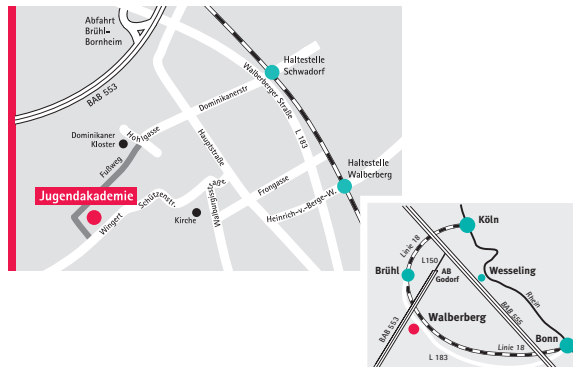 Abfahrt
Brühl–
Bornheim
BAB 553
Haltestelle
Schwadorf
Walberberger Straße
Dominikanerstr
L 183
Dominikaner
Kloster
Hohlgasse
Hauptstraße
Fußweg
Haltestelle
Walberberg
Jugendakademie
Schützenstr.
Frongasse
Wingert
Kirche
Walburgisstraße
Heinrich–v.–Berge–W.
Köln
Linie 18
L150
AB
Godorf
Brühl
Wesseling
Rhein
BAB 555
Walberberg
BAB 553
Linie 18
Bonn
L 183